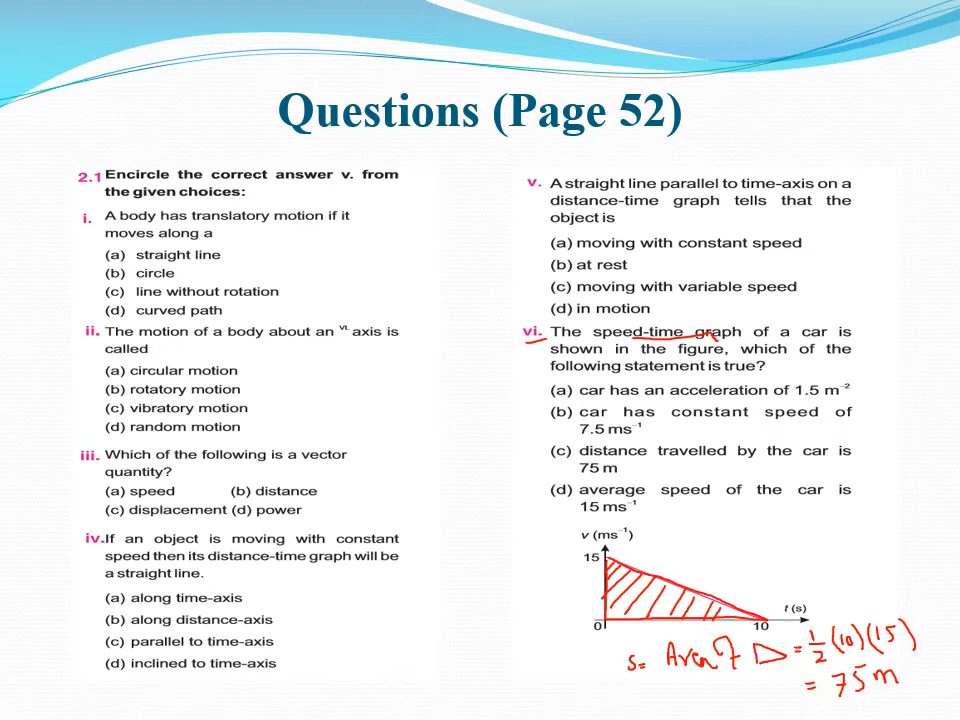 Questions (Page 52)
2.1 Encircle the correct answer v. from
the given choices:
i. A body has translatory motion if it
moves along a
(a) straight line
(b) circle
(c) line without rotation
(d) curved path
ii. The motion of a body about an VI. axis is
called
(a) circular motion
(b) rotatory motion
(c) vibratory motion
(d) random motion
iii. Which of the following is a vector
quantity?
(a) speed (b) distance
(c) displacement (d) power
iv. If an object is moving with constant
speed then its distance-time graph will be
a straight line.
(a) along time-axis
(b) along distance-axis
(c) parallel to time-axis
(d) inclined to time-axis
v. A straight line parallel to time-axis on a
distance-time graph tells that the
object is
(a) moving with constant speed
(b) at rest
(c) moving with variable speed
(d) in motion
vi. The speed-time graph of a car is
shown in the figure, which of the
following statement is true?
(a) car has an acceleration of 1.5 m⁻²
(b) car has constant speed of
7.5 ms⁻¹
(c) distance travelled by the car is
75 m
(d) average speed of the car is
15 ms⁻¹
v (ms⁻¹)
15
t (s)
0 10
S= Area of △ = 1/2 (10)(15)
= 75 m